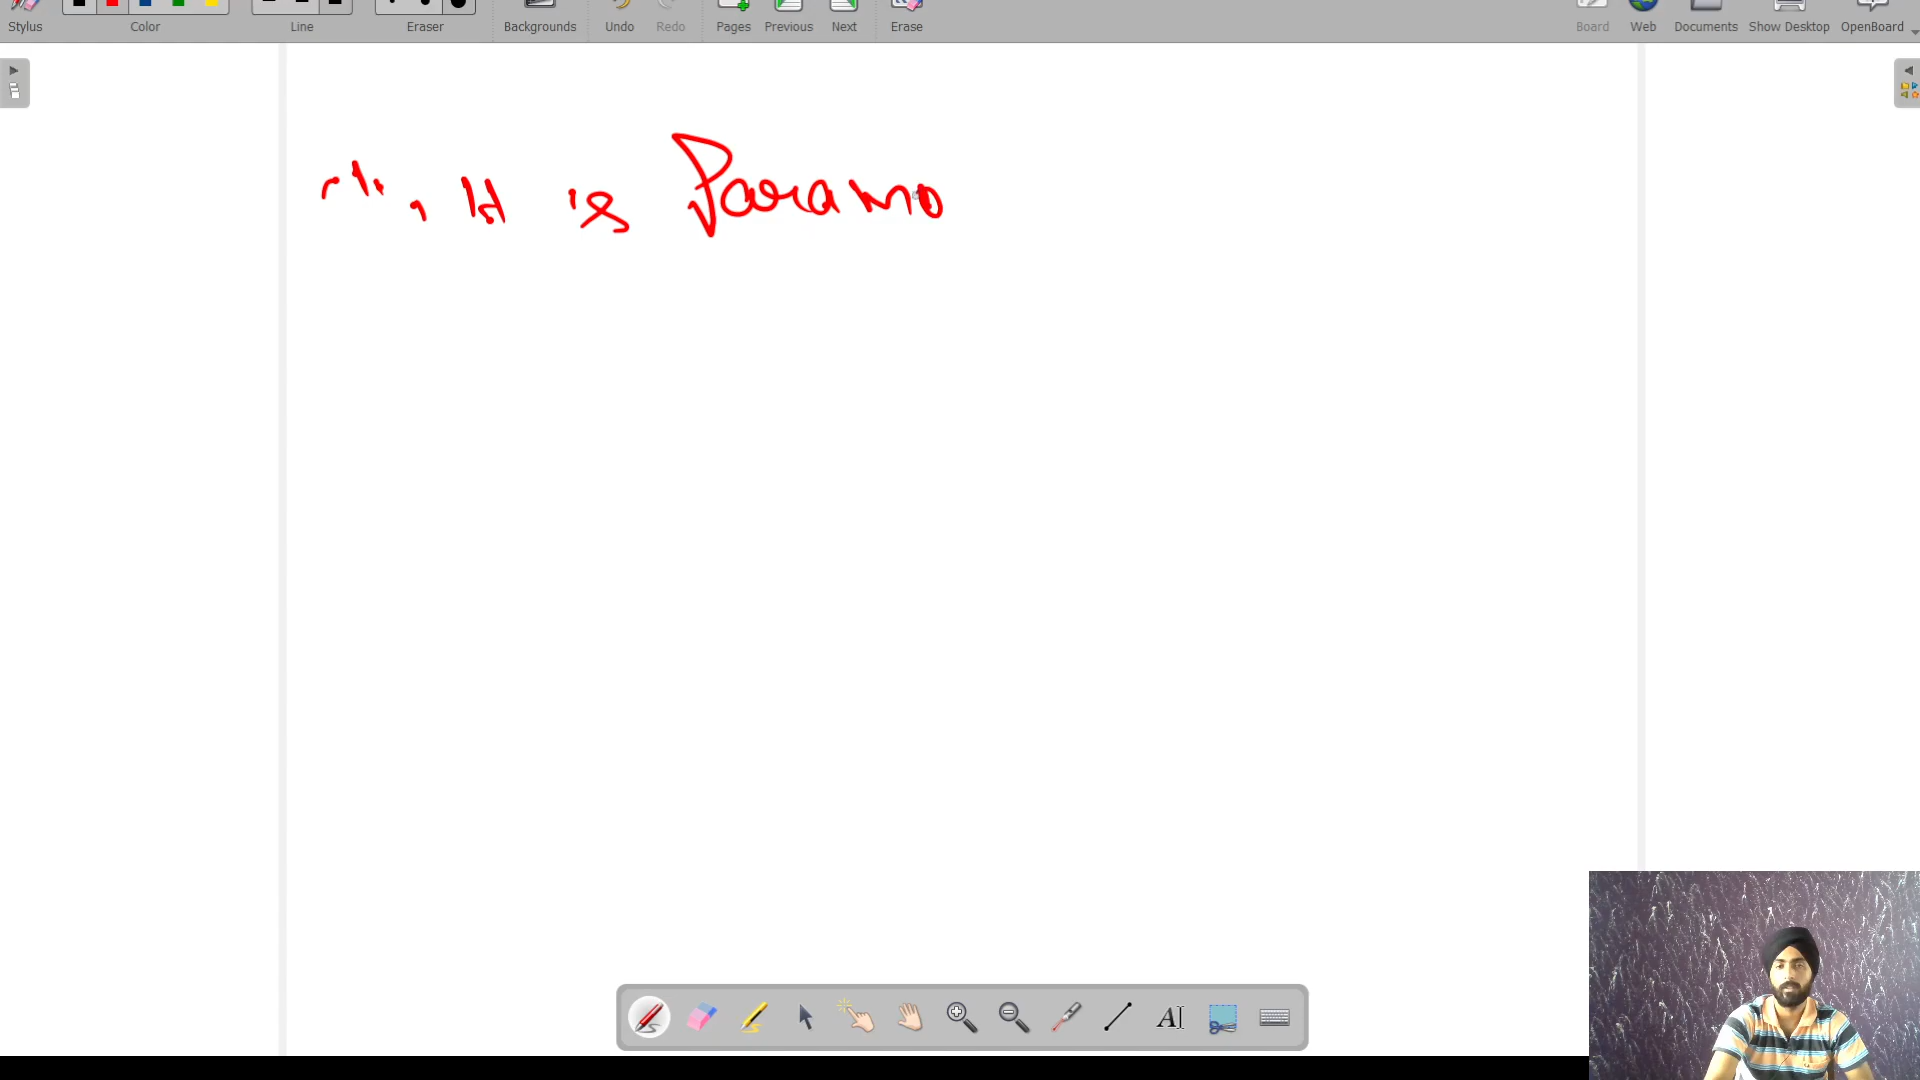 Stylus Color Line Eraser Backgrounds Undo Redo Pages Previous Next Erase Board Web Documents Show Desktop OpenBoard
It is Paramo
A